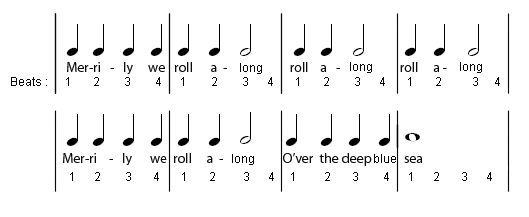 Mer-ri - ly we roll a - long roll a - long roll a - long
Beats : 1 2 3 4 1 2 3 4 1 2 3 4 1 2 3 4
Mer-ri - ly we roll a - long O'ver the deep blue sea
1 2 3 4 1 2 3 4 1 2 3 4 1 2 3 4